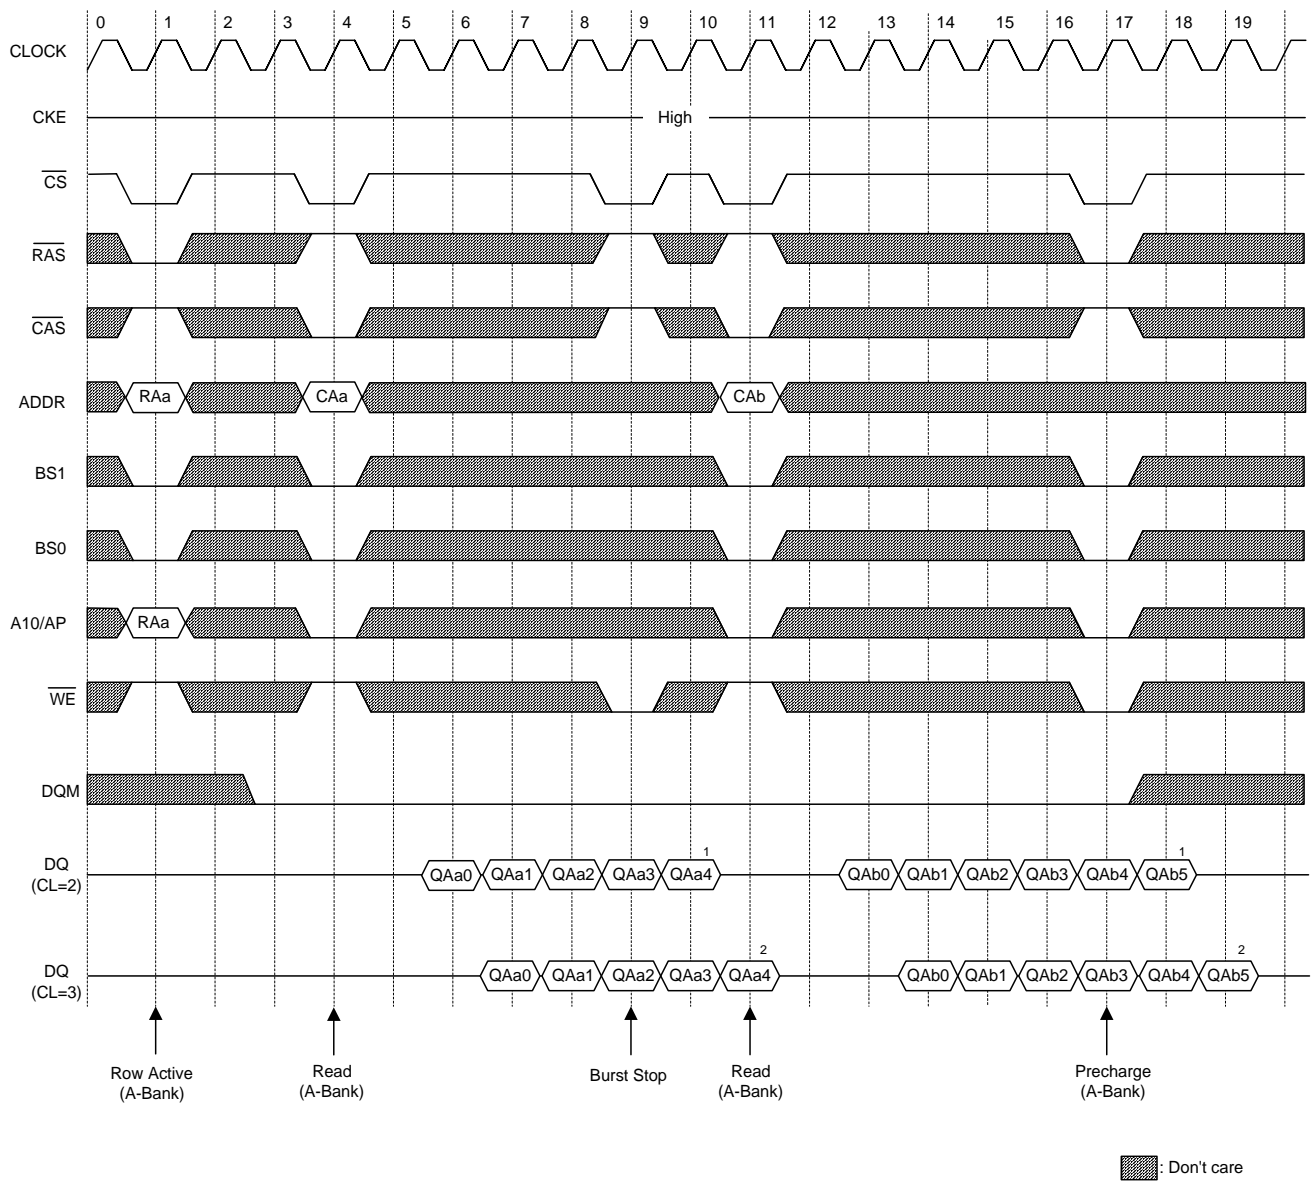 0 1 2 3 4 5 6 7 8 9 10 11 12 13 14 15 16 17 18 19
CLOCK
CKE High
CS
RAS
CAS
ADDR RAa CAa CAb
BS1
BS0
A10/AP RAa
WE
DQM
1 1
DQ
(CL=2)
QAa0 QAa1 QAa2 QAa3 QAa4 QAb0 QAb1 QAb2 QAb3 QAb4 QAb5
2 2
DQ
(CL=3)
QAa0 QAa1 QAa2 QAa3 QAa4 QAb0 QAb1 QAb2 QAb3 QAb4 QAb5
Row Active
(A-Bank)
Read
(A-Bank)
Burst Stop
Read
(A-Bank)
Precharge
(A-Bank)
: Don't care